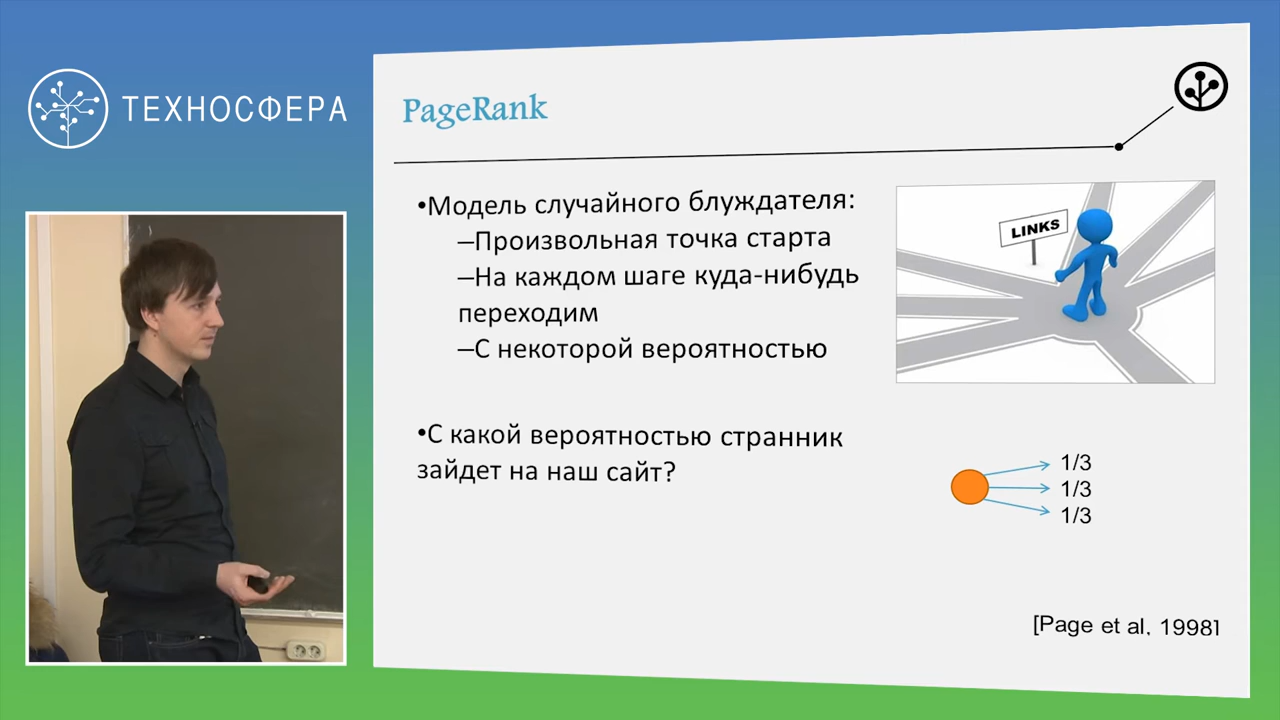 ТЕХНОСФЕРА
PageRank
•Модель случайного блуждателя:
–Произвольная точка старта
–На каждом шаге куда-нибудь
переходим
–С некоторой вероятностью
LINKS
•С какой вероятностью странник
зайдет на наш сайт?
1/3
1/3
1/3
[Page et al, 1998]